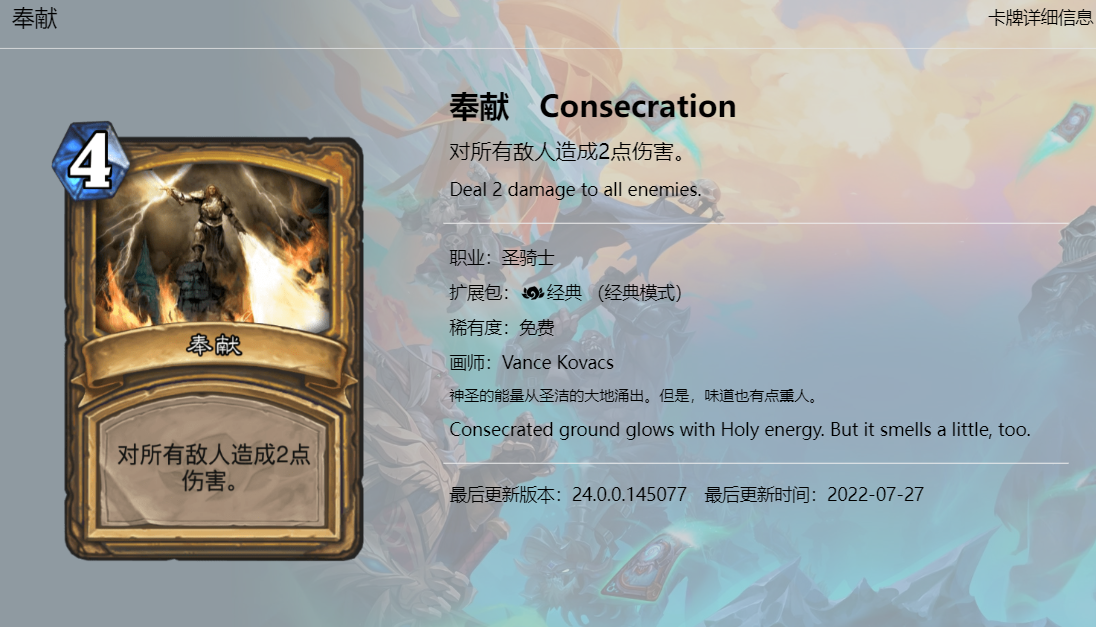 奉献
卡牌详细信息
4
奉献
对所有敌人造成2点
伤害。
奉献 Consecration
对所有敌人造成2点伤害。
Deal 2 damage to all enemies.
职业：圣骑士
扩展包：经典 （经典模式）
稀有度：免费
画师：Vance Kovacs
神圣的能量从圣洁的大地涌出。但是，味道也有点熏人。
Consecrated ground glows with Holy energy. But it smells a little, too.
最后更新版本：24.0.0.145077 最后更新时间：2022-07-27